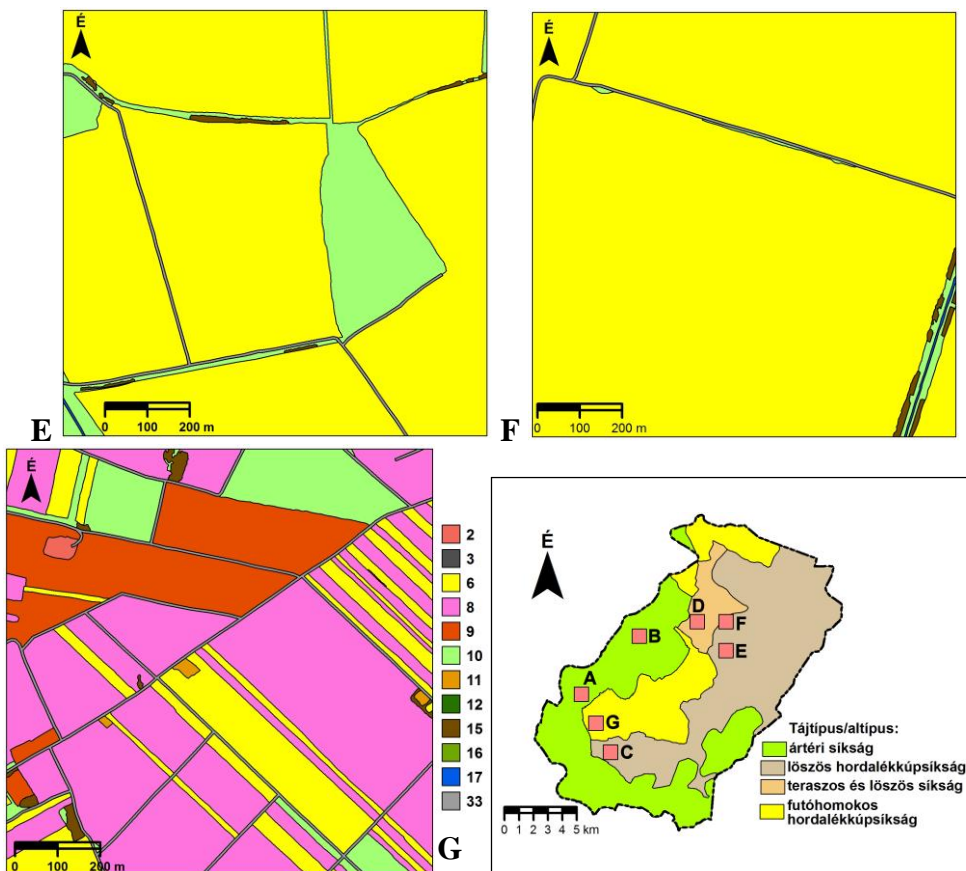 É
0 100 200 m
E
É
0 100 200 m
F
É
0 100 200 m
G
2
3
6
8
9
10
11
12
15
16
17
33
É
D
F
B
E
A
G
C
Tájtípus/altípus:
ártéri síkság
löszös hordalékkúpsíkság
teraszos és löszös síkság
futóhomokos
hordalékkúpsíkság
0 1 2 3 4 5 km